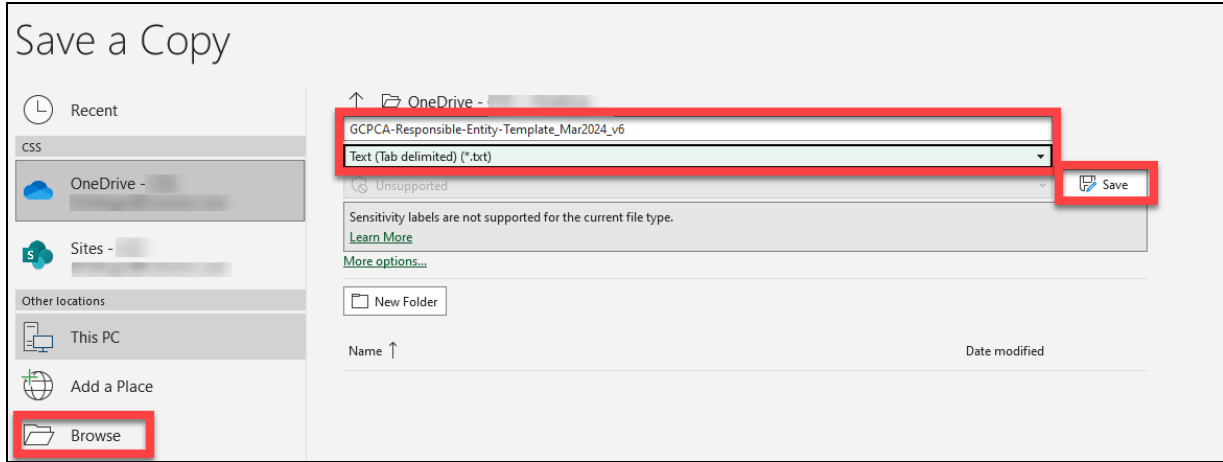 Save a Copy
Recent
CSS
OneDrive -
Sites -
Other locations
This PC
Add a Place
Browse
↑ OneDrive -
GCPCA-Responsible-Entity-Template_Mar2024_v6
Text (Tab delimited) (*.txt)
Unsupported
Save
Sensitivity labels are not supported for the current file type.
Learn More
More options...
New Folder
Name ↑ Date modified